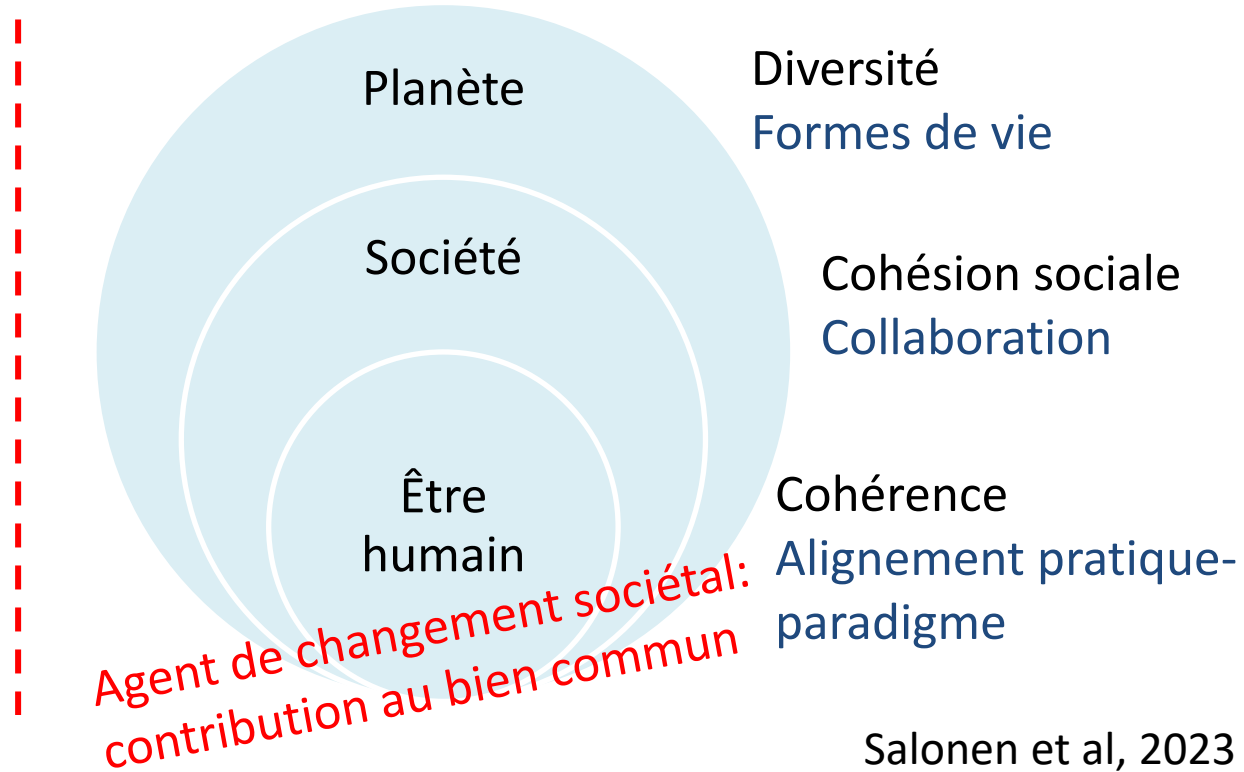 Planète
Diversité
Formes de vie
Société
Cohésion sociale
Collaboration
Être
humain
Cohérence
Alignement pratique-
paradigme
Agent de changement sociétal:
contribution au bien commun
Salonen et al, 2023